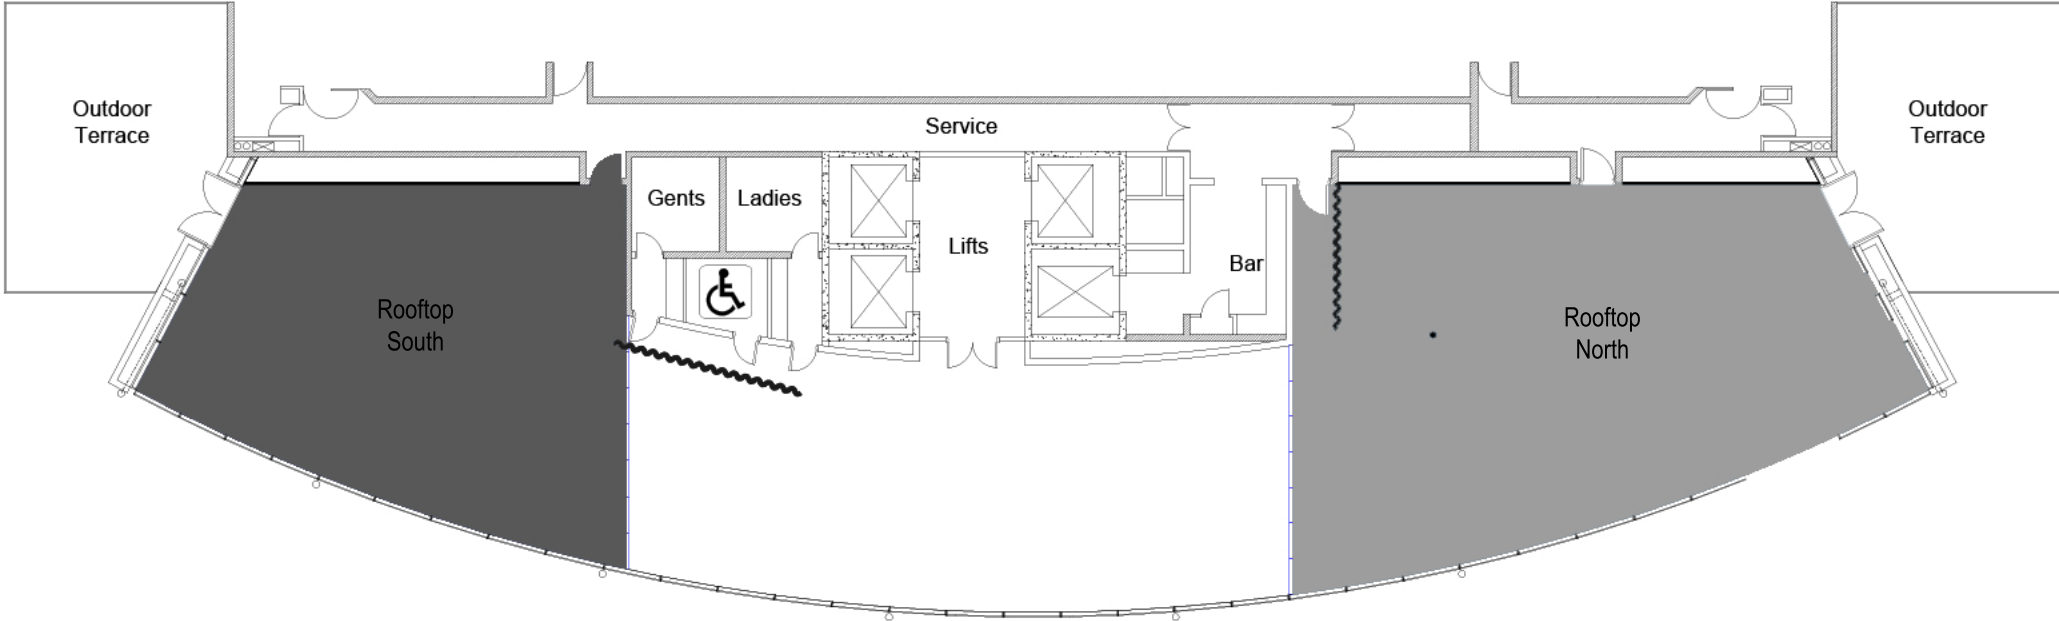 Outdoor
Terrace
Service
Outdoor
Terrace
Gents
Ladies
Lifts
Bar
Rooftop
South
Rooftop
North